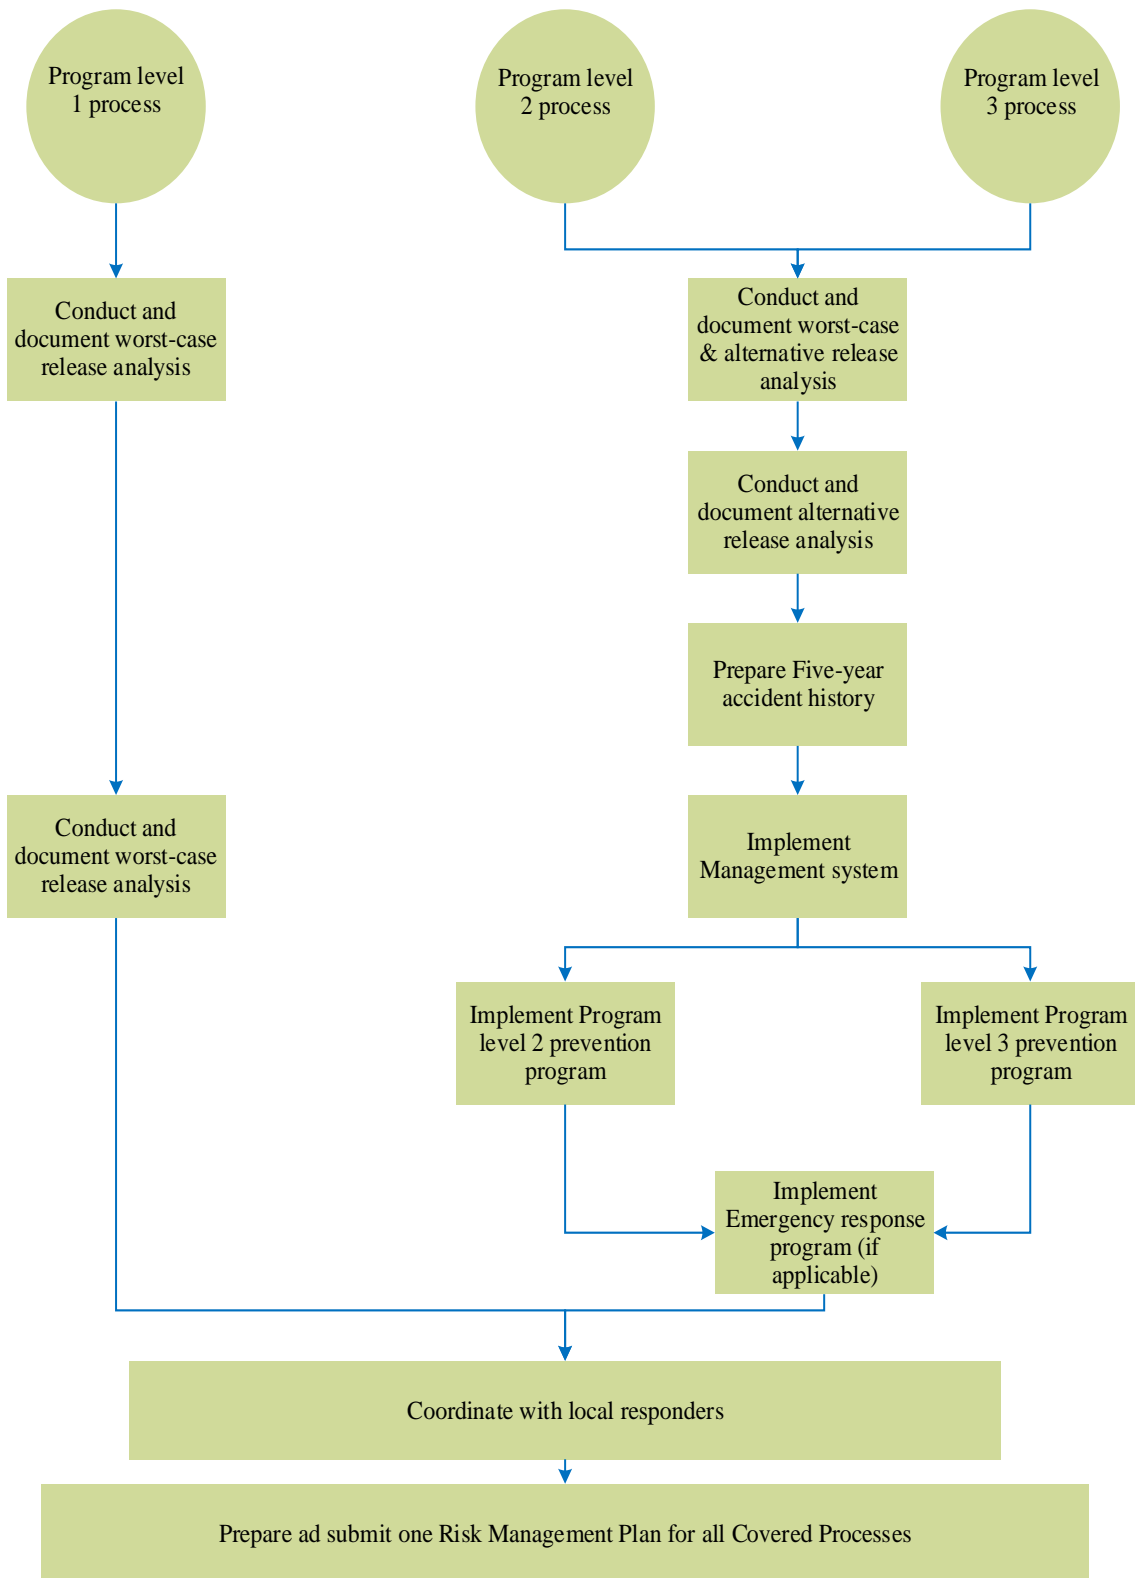 Program level
1 process
Program level
2 process
Program level
3 process
Conduct and
document worst-case
release analysis
Conduct and
document worst-case
& alternative release
analysis
Conduct and
document alternative
release analysis
Prepare Five-year
accident history
Conduct and
document worst-case
release analysis
Implement
Management system
Implement Program
level 2 prevention
program
Implement Program
level 3 prevention
program
Implement
Emergency response
program (if
applicable)
Coordinate with local responders
Prepare ad submit one Risk Management Plan for all Covered Processes